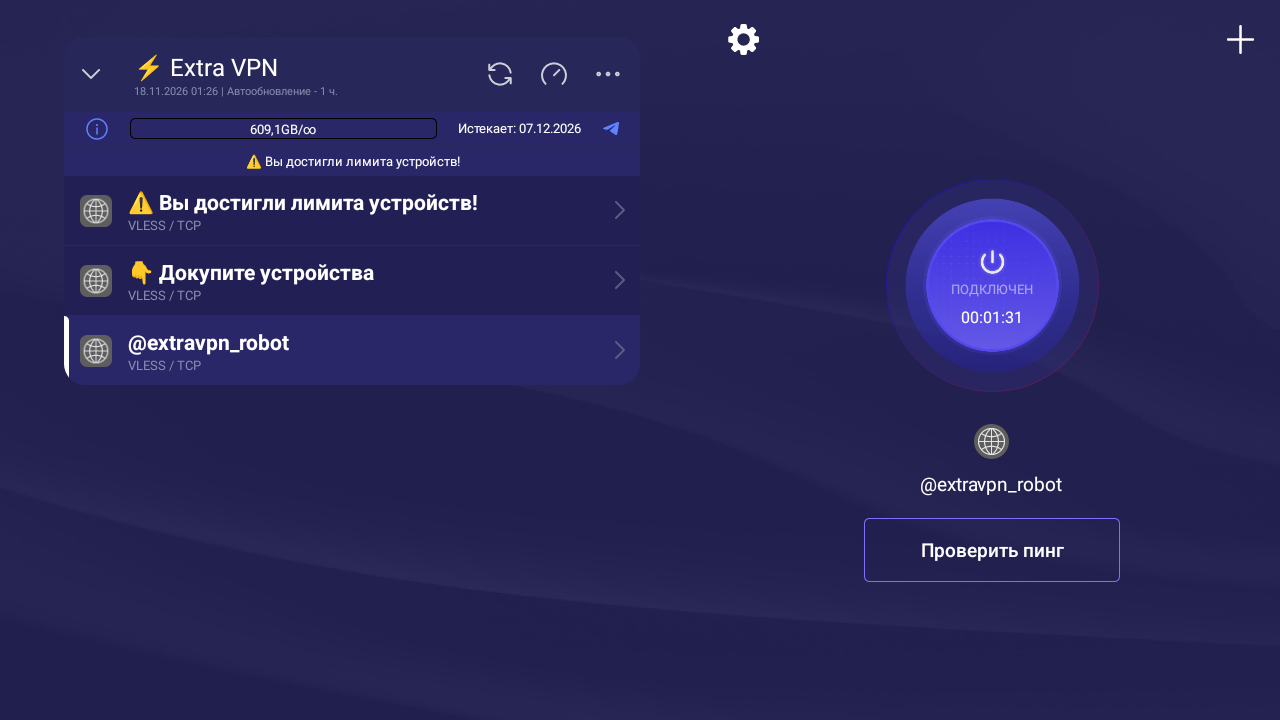 ⚡ Extra VPN
18.11.2026 01:26 | Автообновление - 1 ч.
609,1GB/∞
Истекает: 07.12.2026
⚠️ Вы достигли лимита устройств!
⚠️ Вы достигли лимита устройств!
VLESS / TCP
👇 Докупите устройства
VLESS / TCP
@extravpn_robot
VLESS / TCP
ПОДКЛЮЧЕН
00:01:31
@extravpn_robot
Проверить пинг